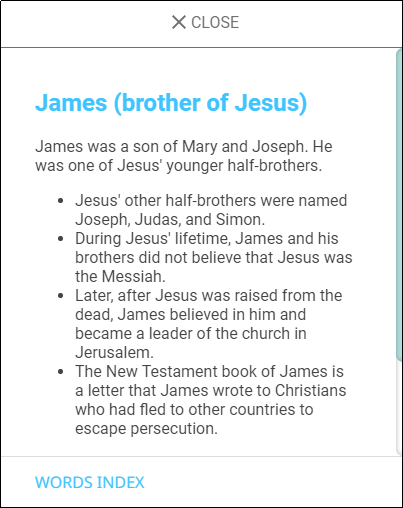 ✕ CLOSE
James (brother of Jesus)
James was a son of Mary and Joseph. He
was one of Jesus' younger half-brothers.
• Jesus' other half-brothers were named
Joseph, Judas, and Simon.
• During Jesus' lifetime, James and his
brothers did not believe that Jesus was
the Messiah.
• Later, after Jesus was raised from the
dead, James believed in him and
became a leader of the church in
Jerusalem.
• The New Testament book of James is
a letter that James wrote to Christians
who had fled to other countries to
escape persecution.
WORDS INDEX